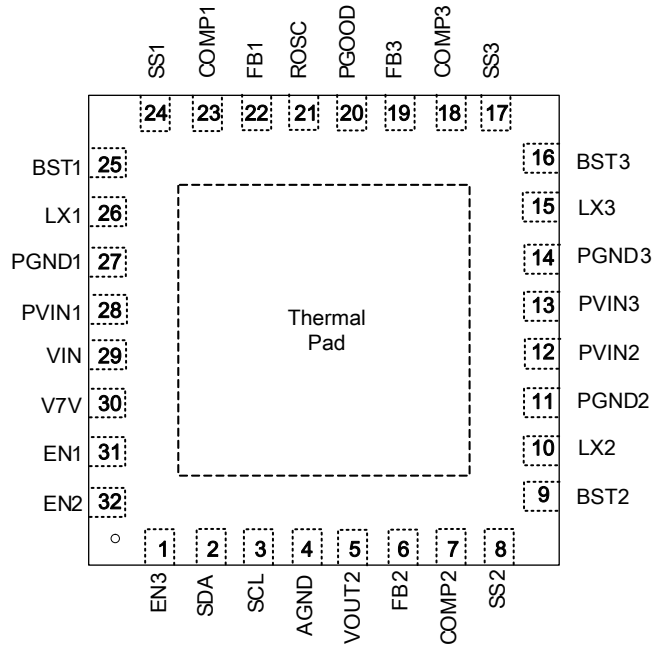 SS1 COMP1 FB1 ROSC PGOOD FB3 COMP3 SS3
24 23 22 21 20 19 18 17
BST1 25
LX1 26
PGND1 27
PVIN1 28
VIN 29
V7V 30
EN1 31
EN2 32
Thermal
Pad
16 BST3
15 LX3
14 PGND3
13 PVIN3
12 PVIN2
11 PGND2
10 LX2
9 BST2
1 2 3 4 5 6 7 8
EN3 SDA SCL AGND VOUT2 FB2 COMP2 SS2